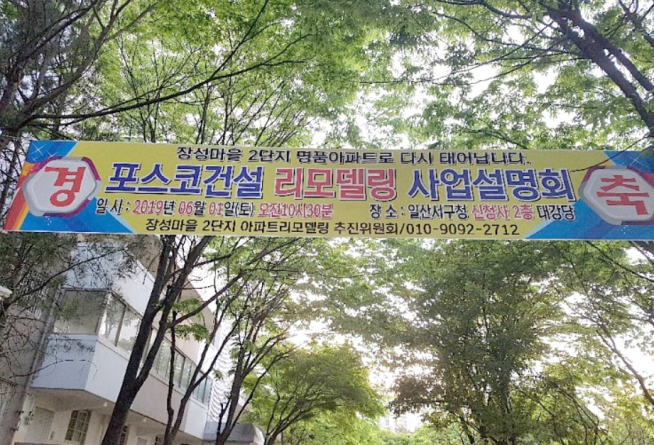 장성마을 2단지 명품아파트로 다시 태어납니다..
경 포스코건설 리모델링 사업설명회 축
일시 : 2019년 06월 01일(토) 오전10시30분 장소 : 일산서구청 신청사 2층 대강당
장성마을 2단지 아파트리모델링 추진위원회/010-9092-2712